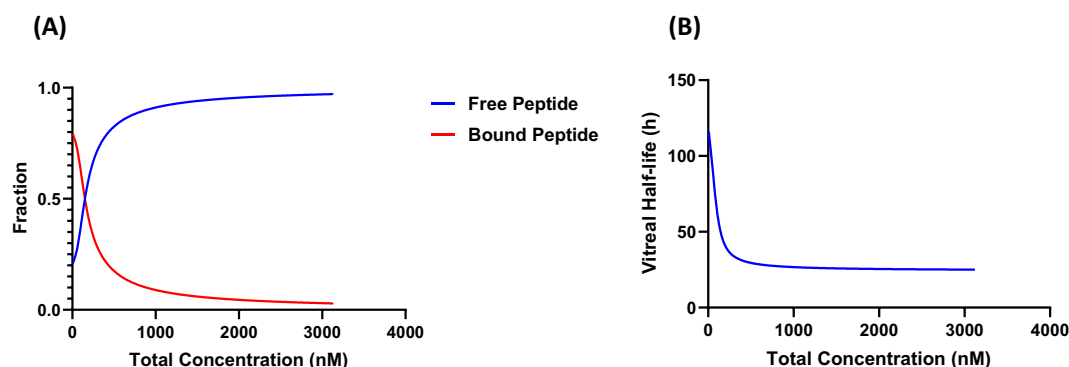 (A)
1.0
0.5
0.0
Fraction
0
1000
2000
3000
4000
Total Concentration (nM)
Free Peptide
Bound Peptide
(B)
150
100
50
0
Vitreal Half-life (h)
0
1000
2000
3000
4000
Total Concentration (nM)